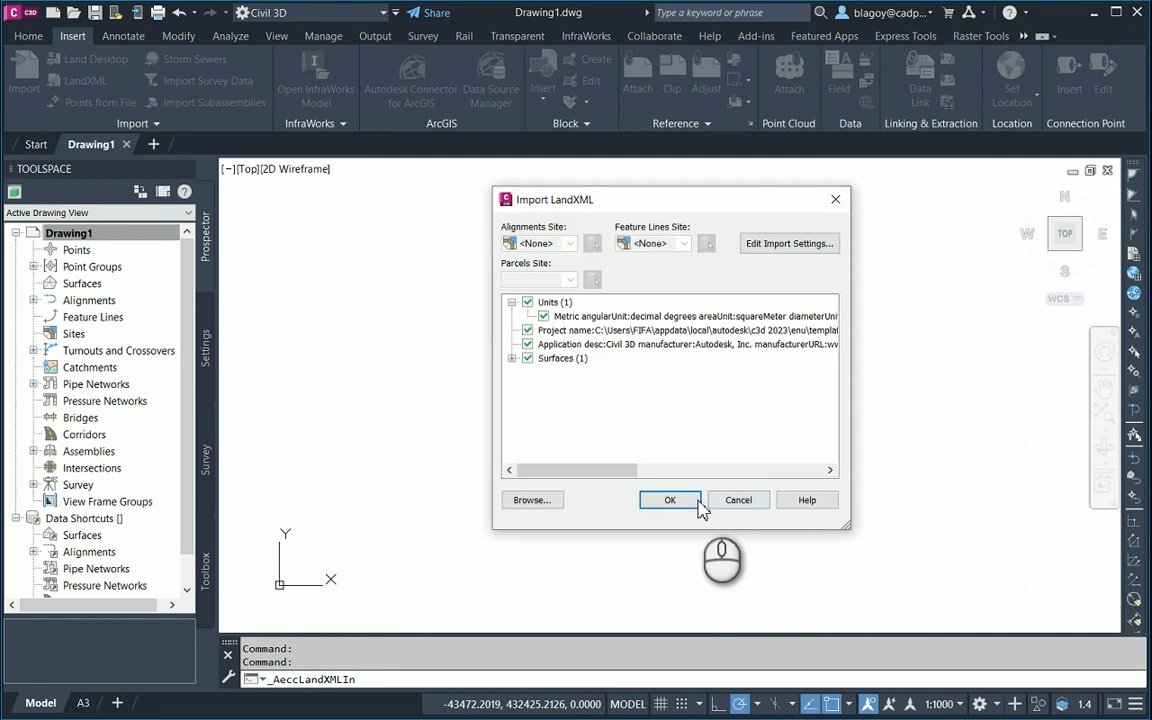 C3D
Civil 3D
Share
Drawing1.dwg
Type a keyword or phrase
blagoy@cadp...
Home
Insert
Annotate
Modify
Analyze
View
Manage
Output
Survey
Rail
Transparent
InfraWorks
Collaborate
Help
Add-ins
Featured Apps
Express Tools
Raster Tools
Import
Land Desktop
LandXML
Points from File
Storm Sewers
Import Survey Data
Import Subassemblies
Open InfraWorks
Model
Autodesk Connector
for ArcGIS
Data Source
Manager
Insert
Create
Edit
Attach
Clip
Adjust
Attach
Field
Data
Link
Set
Location
Insert
Edit
Import
InfraWorks
ArcGIS
Block
Reference
Point Cloud
Data
Linking & Extraction
Location
Connection Point
Start
Drawing1
TOOLSPACE
Active Drawing View
Drawing1
Points
Point Groups
Surfaces
Alignments
Feature Lines
Sites
Turnouts and Crossovers
Catchments
Pipe Networks
Pressure Networks
Bridges
Corridors
Assemblies
Intersections
Survey
View Frame Groups
Data Shortcuts []
Surfaces
Alignments
Pipe Networks
Pressure Networks
Prospector
Settings
Survey
Toolbox
[−][Top][2D Wireframe]
N
W
TOP
E
S
WCS
Import LandXML
Alignments Site:
Feature Lines Site:
<None>
<None>
Edit Import Settings...
Parcels Site:
Units (1)
Metric angularUnit:decimal degrees areaUnit:squareMeter diameterUni
Project name:C:\Users\FIFA\appdata\local\autodesk\c3d 2023\enu\templat
Application desc:Civil 3D manufacturer:Autodesk, Inc. manufacturerURL:ww
Surfaces (1)
Browse...
OK
Cancel
Help
Y
X
Command:
Command:
_AeccLandXMLIn
Model
A3
-43472.2019, 432425.2126, 0.0000
MODEL
1:1000
1.4